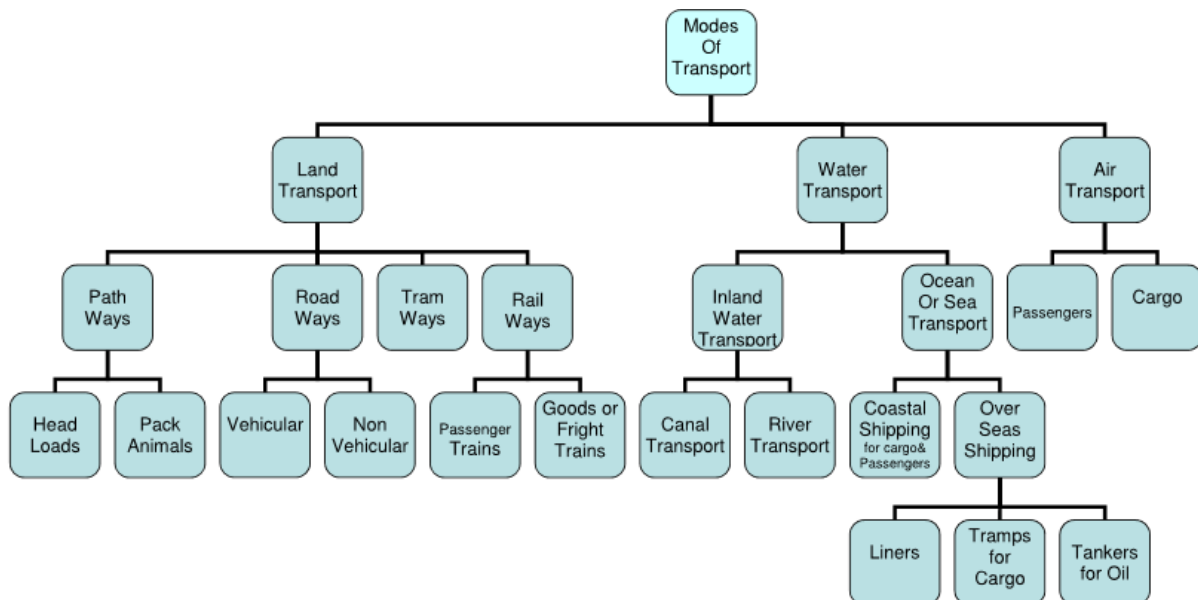 Modes
Of
Transport
Land
Transport
Water
Transport
Air
Transport
Path
Ways
Road
Ways
Tram
Ways
Rail
Ways
Inland
Water
Transport
Ocean
Or Sea
Transport
Passengers
Cargo
Head
Loads
Pack
Animals
Vehicular
Non
Vehicular
Passenger
Trains
Goods or
Fright
Trains
Canal
Transport
River
Transport
Coastal
Shipping
for cargo&
Passengers
Over
Seas
Shipping
Liners
Tramps
for
Cargo
Tankers
for Oil